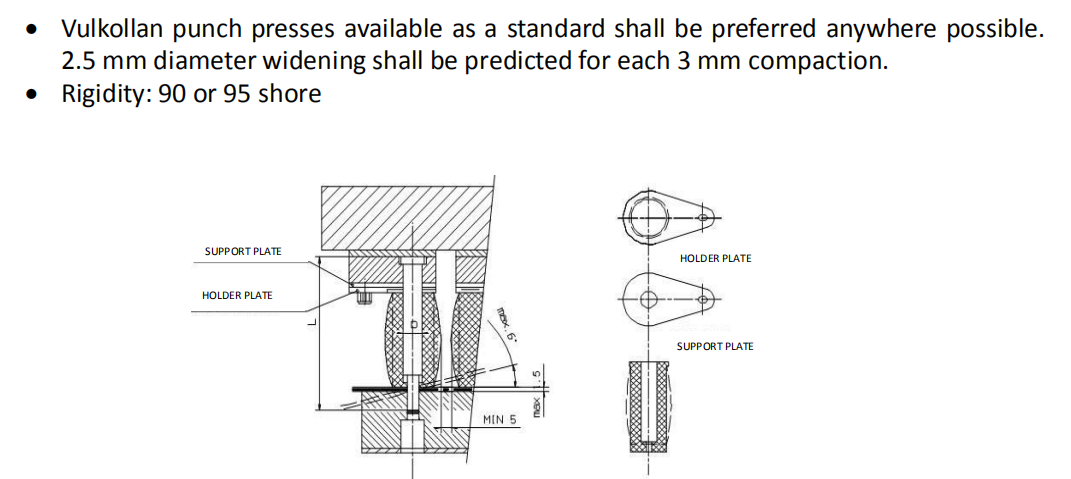 • Vulkollan punch presses available as a standard shall be preferred anywhere possible.
2.5 mm diameter widening shall be predicted for each 3 mm compaction.
• Rigidity: 90 or 95 shore
SUPPORT PLATE
HOLDER PLATE
L
D
max. 6°
max 1.5
MIN 5
HOLDER PLATE
SUPPORT PLATE